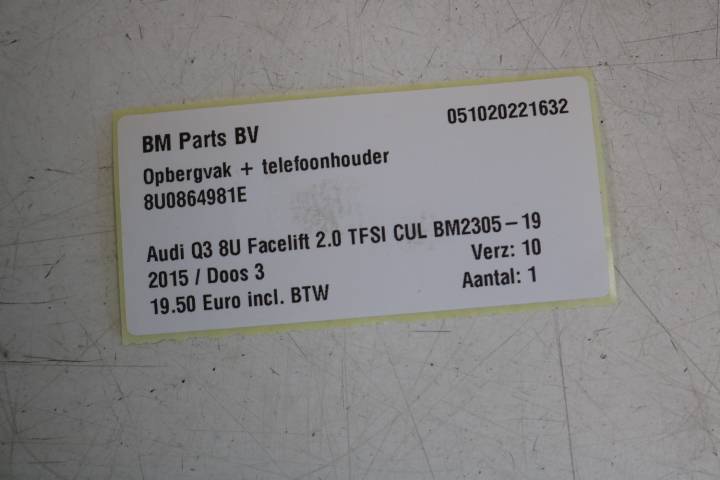 BM Parts BV 051020221632
Opbergvak + telefoonhouder
8U0864981E
Audi Q3 8U Facelift 2.0 TFSI CUL BM2305-19
2015 / Doos 3 Verz: 10
19.50 Euro incl. BTW Aantal: 1